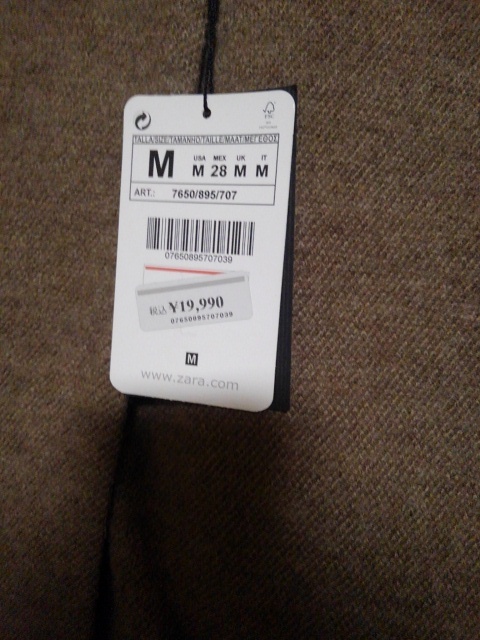 TALLA/SIZE/TAMANHO/TAILLE/MAAT/ΜΕΓΕΘΟΣ
M
USA MEX UK IT
M 28 M M
ART.: 7650/895/707
07650895707039
税込 ¥19,990
07650895707039
M
www.zara.com